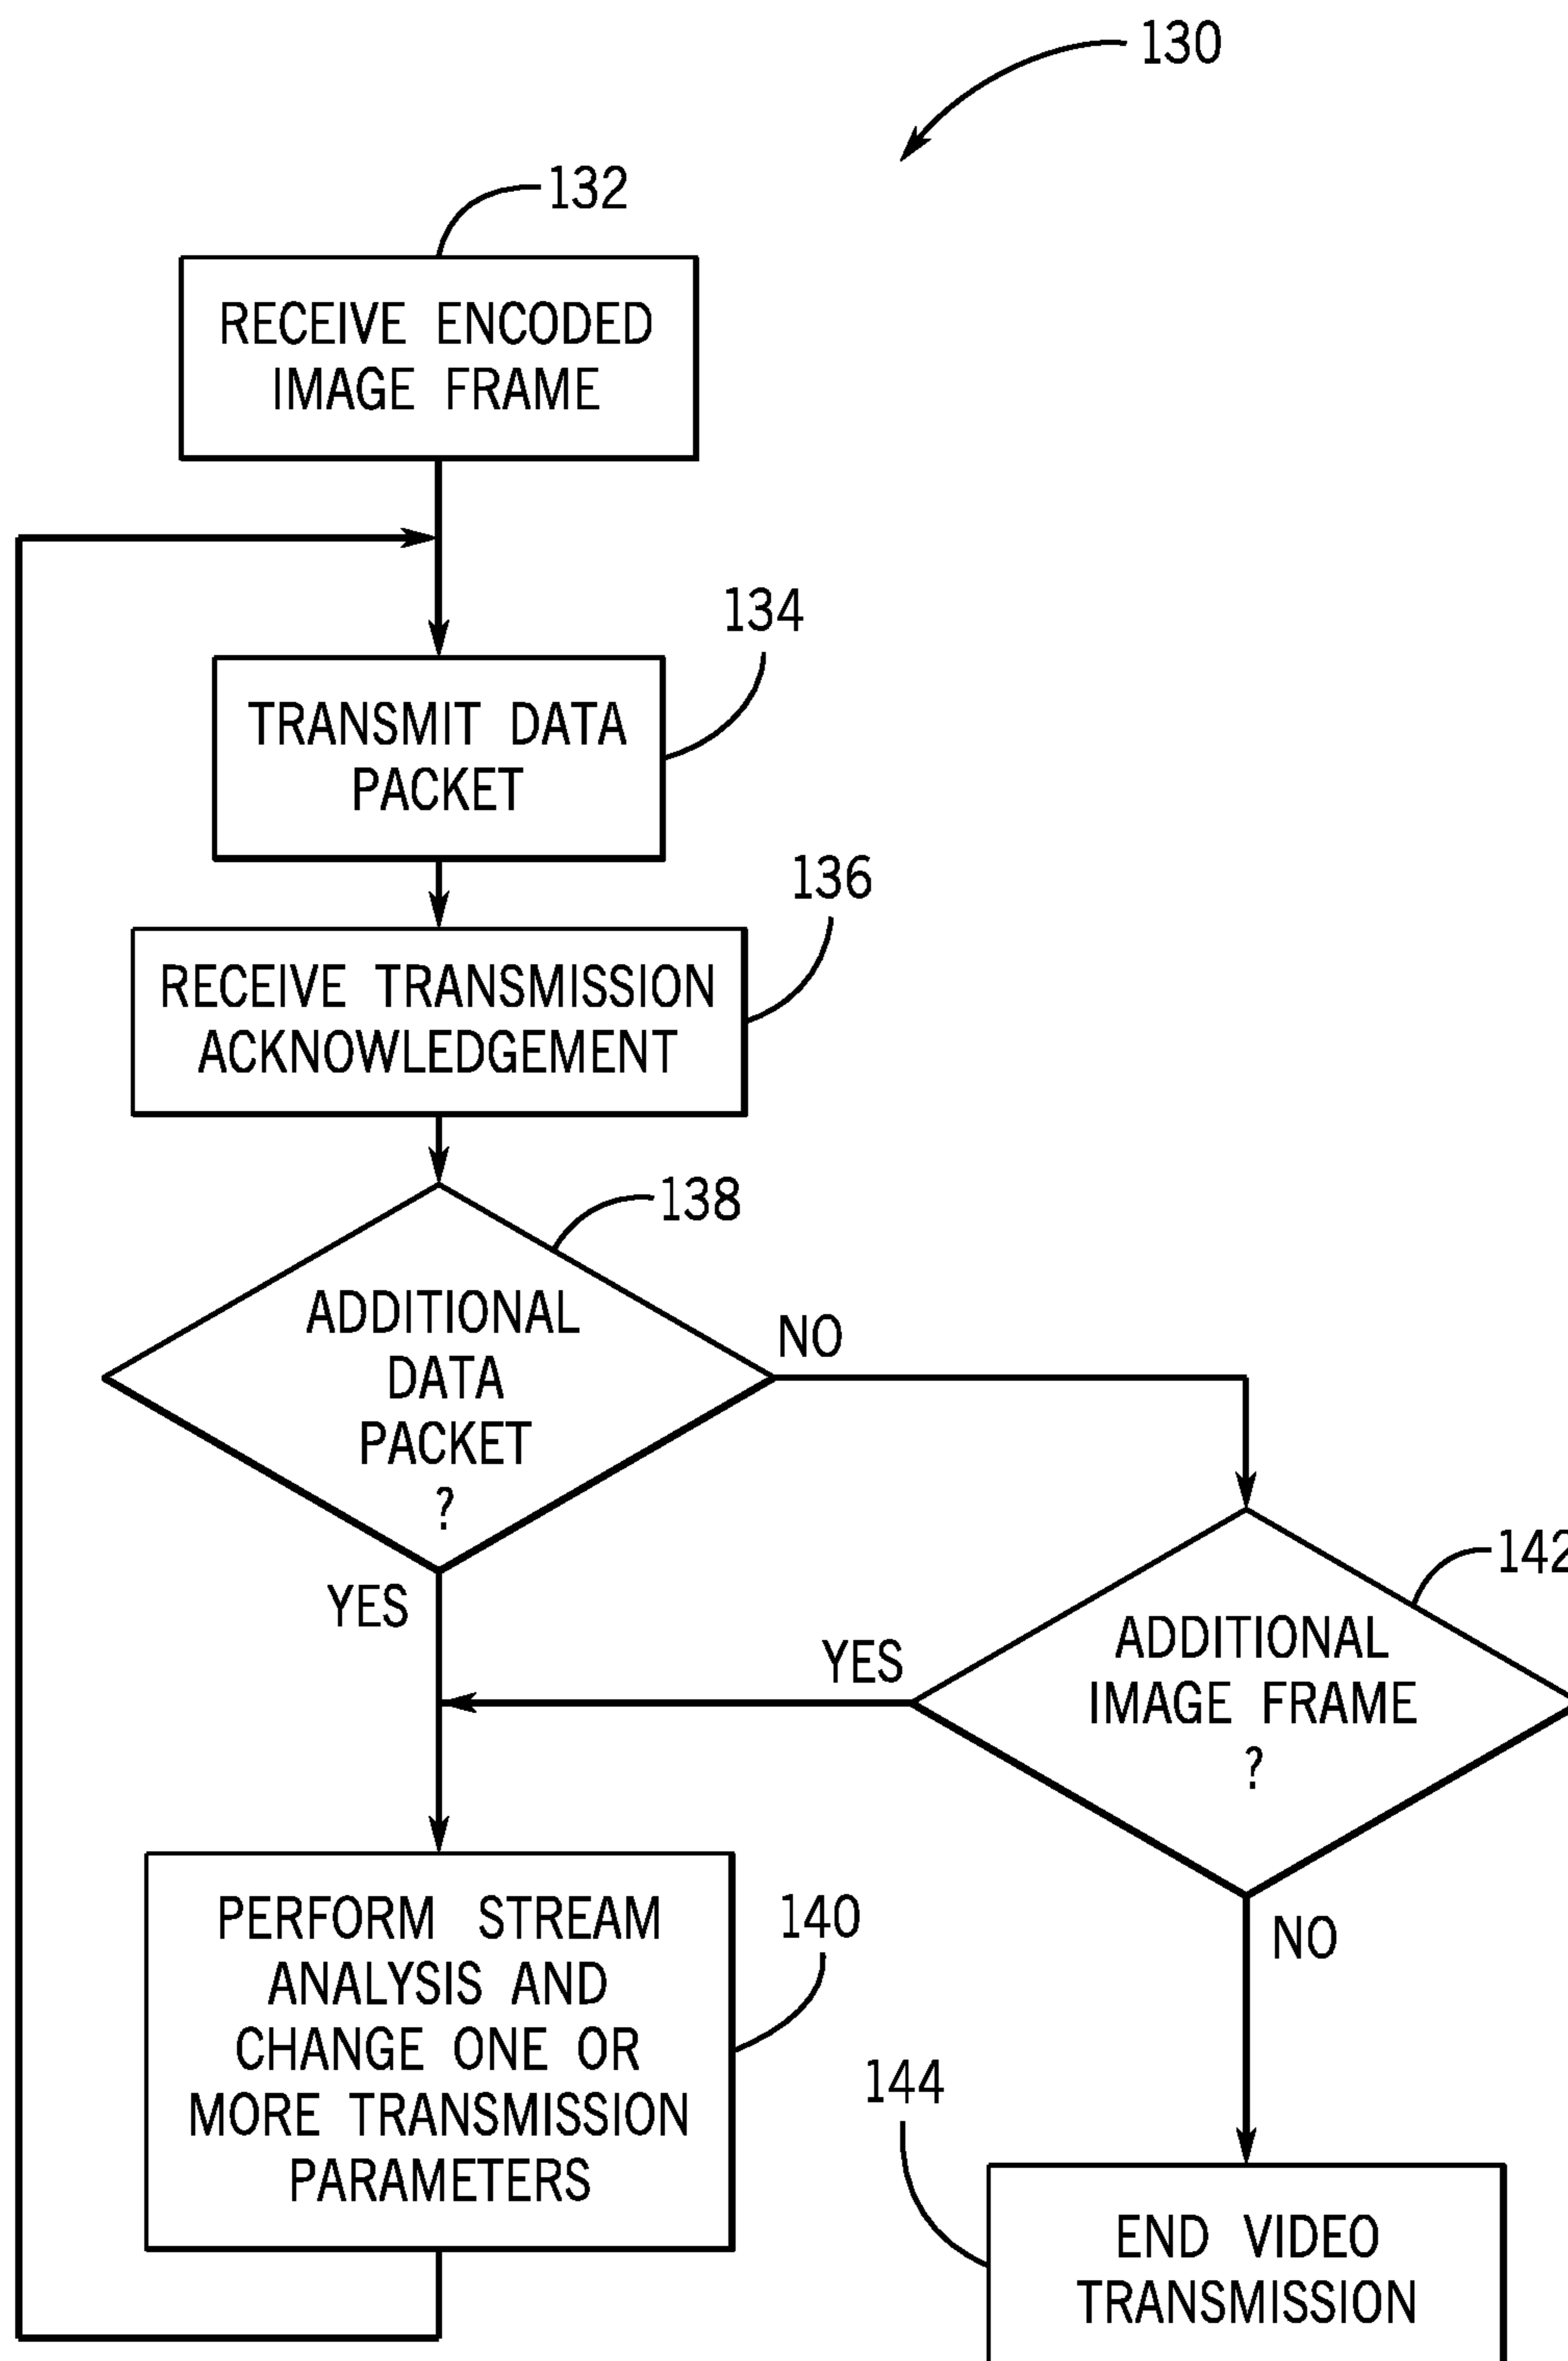 130
132
RECEIVE ENCODED
IMAGE FRAME
134
TRANSMIT DATA
PACKET
136
RECEIVE TRANSMISSION
ACKNOWLEDGEMENT
138
ADDITIONAL
DATA
PACKET
?
NO
YES
142
ADDITIONAL
IMAGE FRAME
?
YES
NO
140
PERFORM STREAM
ANALYSIS AND
CHANGE ONE OR
MORE TRANSMISSION
PARAMETERS
144
END VIDEO
TRANSMISSION